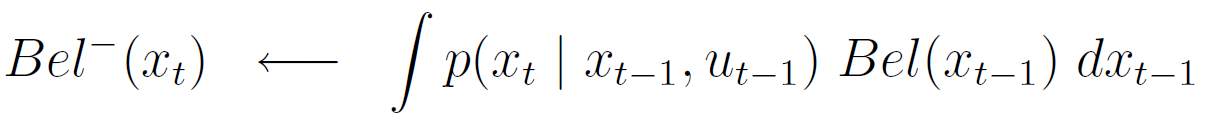 Bel⁻(xₜ) ⟵ ∫ p(xₜ | xₜ₋₁, uₜ₋₁) Bel(xₜ₋₁) dxₜ₋₁